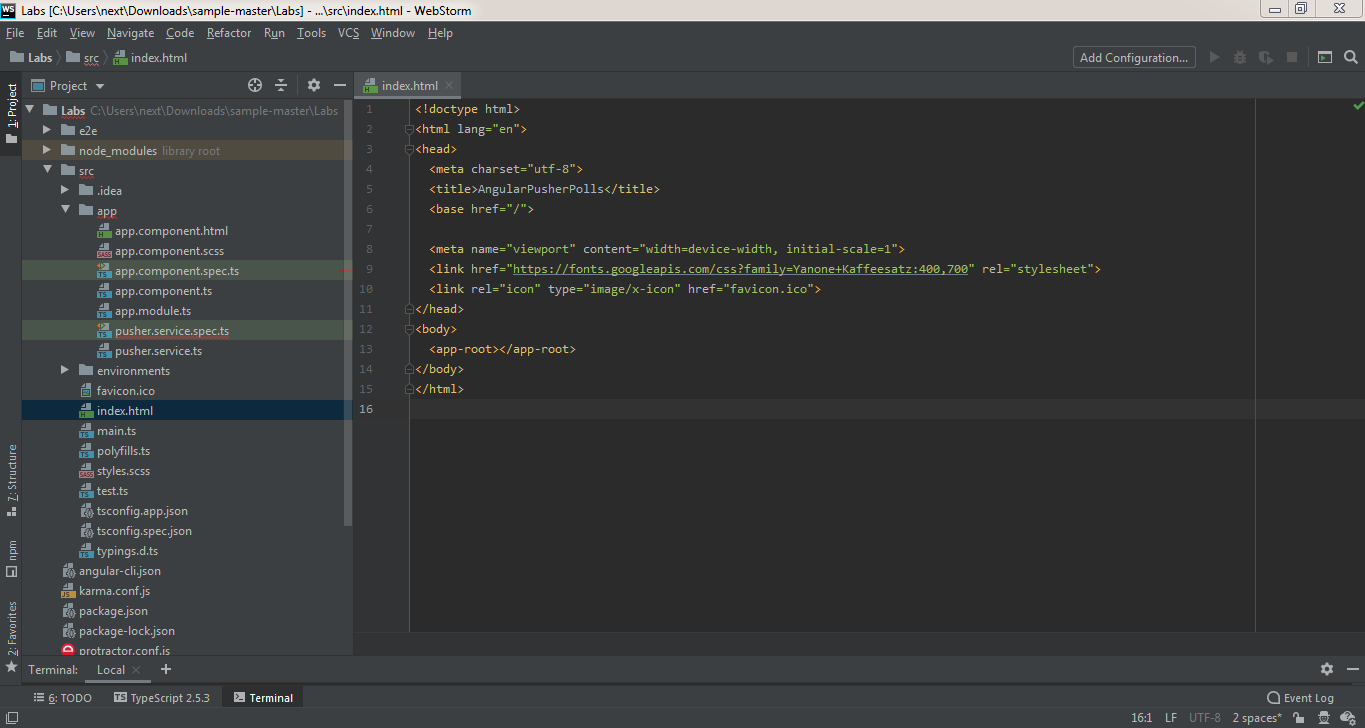 WS Labs [C:\Users\next\Downloads\sample-master\Labs] - ...\src\index.html - WebStorm
File Edit View Navigate Code Refactor Run Tools VCS Window Help
Labs src index.html Add Configuration...
1: Project
Project
index.html
Labs C:\Users\next\Downloads\sample-master\Labs
e2e
node_modules library root
src
.idea
app
app.component.html
app.component.scss
app.component.spec.ts
app.component.ts
app.module.ts
pusher.service.spec.ts
pusher.service.ts
environments
favicon.ico
index.html
main.ts
polyfills.ts
styles.scss
test.ts
tsconfig.app.json
tsconfig.spec.json
typings.d.ts
angular-cli.json
karma.conf.js
package.json
package-lock.json
protractor.conf.js
1 <!doctype html>
2 <html lang="en">
3 <head>
4 <meta charset="utf-8">
5 <title>AngularPusherPolls</title>
6 <base href="/">
7
8 <meta name="viewport" content="width=device-width, initial-scale=1">
9 <link href="https://fonts.googleapis.com/css?family=Yanone+Kaffeesatz:400,700" rel="stylesheet">
10 <link rel="icon" type="image/x-icon" href="favicon.ico">
11 </head>
12 <body>
13 <app-root></app-root>
14 </body>
15 </html>
16
7: Structure
npm
2: Favorites
Terminal: Local +
6: TODO TS TypeScript 2.5.3 Terminal Event Log
16:1 LF UTF-8 2 spaces*